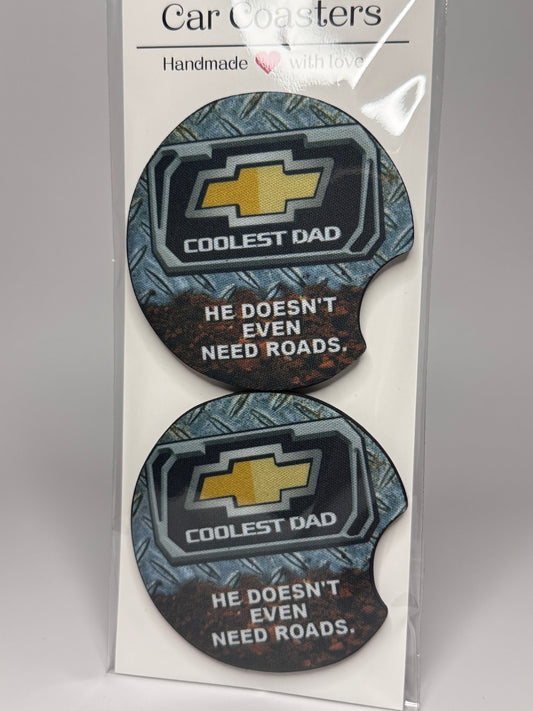 Car Coasters
Handmade with love
COOLEST DAD
HE DOESN'T
EVEN
NEED ROADS.
COOLEST DAD
HE DOESN'T
EVEN
NEED ROADS.